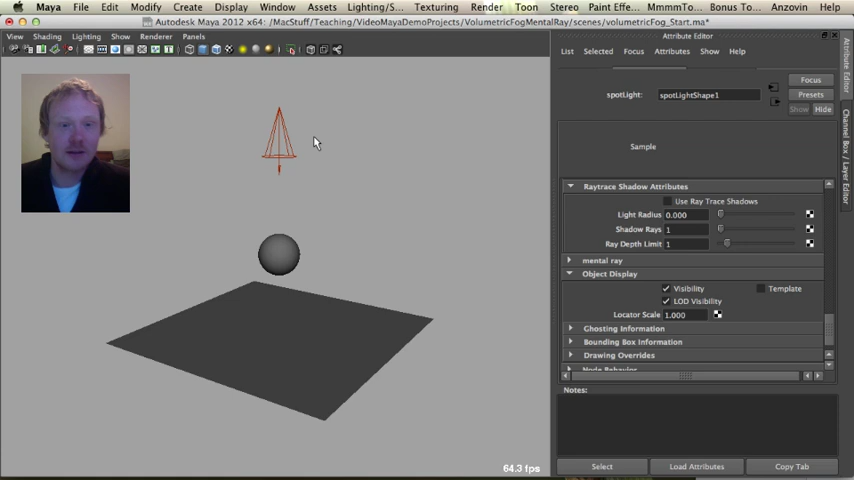 Maya File Edit Modify Create Display Window Assets Lighting/S... Texturing Render Toon Stereo Paint Effe... MmmmTo... Bonus To... Anzovin Help
Autodesk Maya 2012 x64: /MacStuff/Teaching/VideoMayaDemoProjects/VolumetricFogMentalRay/scenes/volumetricFog_Start.ma*
View Shading Lighting Show Renderer Panels
Attribute Editor
List Selected Focus Attributes Show Help
Focus
spotLight: spotLightShape1
Presets
Show Hide
Sample
Raytrace Shadow Attributes
Use Ray Trace Shadows
Light Radius 0.000
Shadow Rays 1
Ray Depth Limit 1
mental ray
Object Display
Visibility Template
LOD Visibility
Locator Scale 1.000
Ghosting Information
Bounding Box Information
Drawing Overrides
Node Behavior
Notes:
Select Load Attributes Copy Tab
64.3 fps
Attribute Editor
Channel Box / Layer Editor